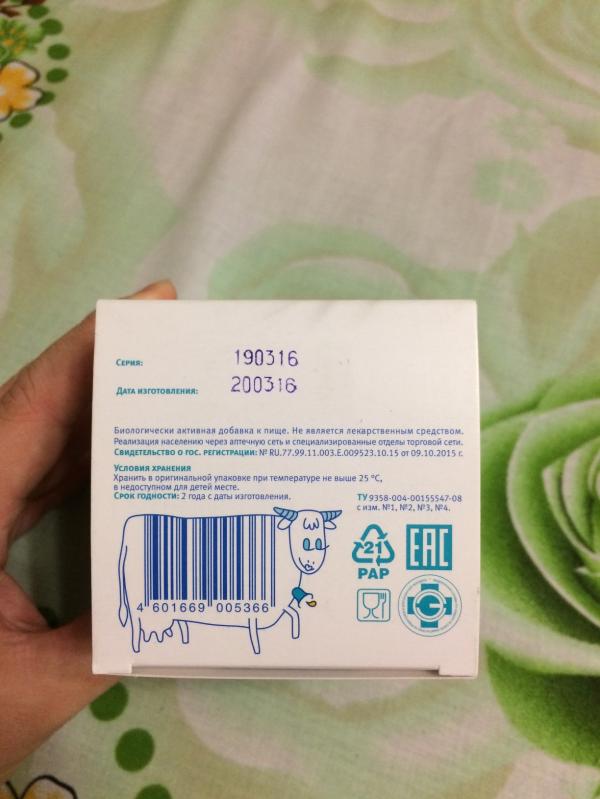 Серия: 190316
Дата изготовления: 200316
Биологически активная добавка к пище. Не является лекарственным средством.
Реализация населению через аптечную сеть и специализированные отделы торговой сети.
Свидетельство о гос. регистрации: № RU.77.99.11.003.Е.009523.10.15 от 09.10.2015 г.
Условия хранения
Хранить в оригинальной упаковке при температуре не выше 25 °С,
в недоступном для детей месте.
Срок годности: 2 года с даты изготовления.
ТУ 9358-004-00155547-08
с изм. №1, №2, №3, №4.
21
PAP
EAC
4 601669 005366